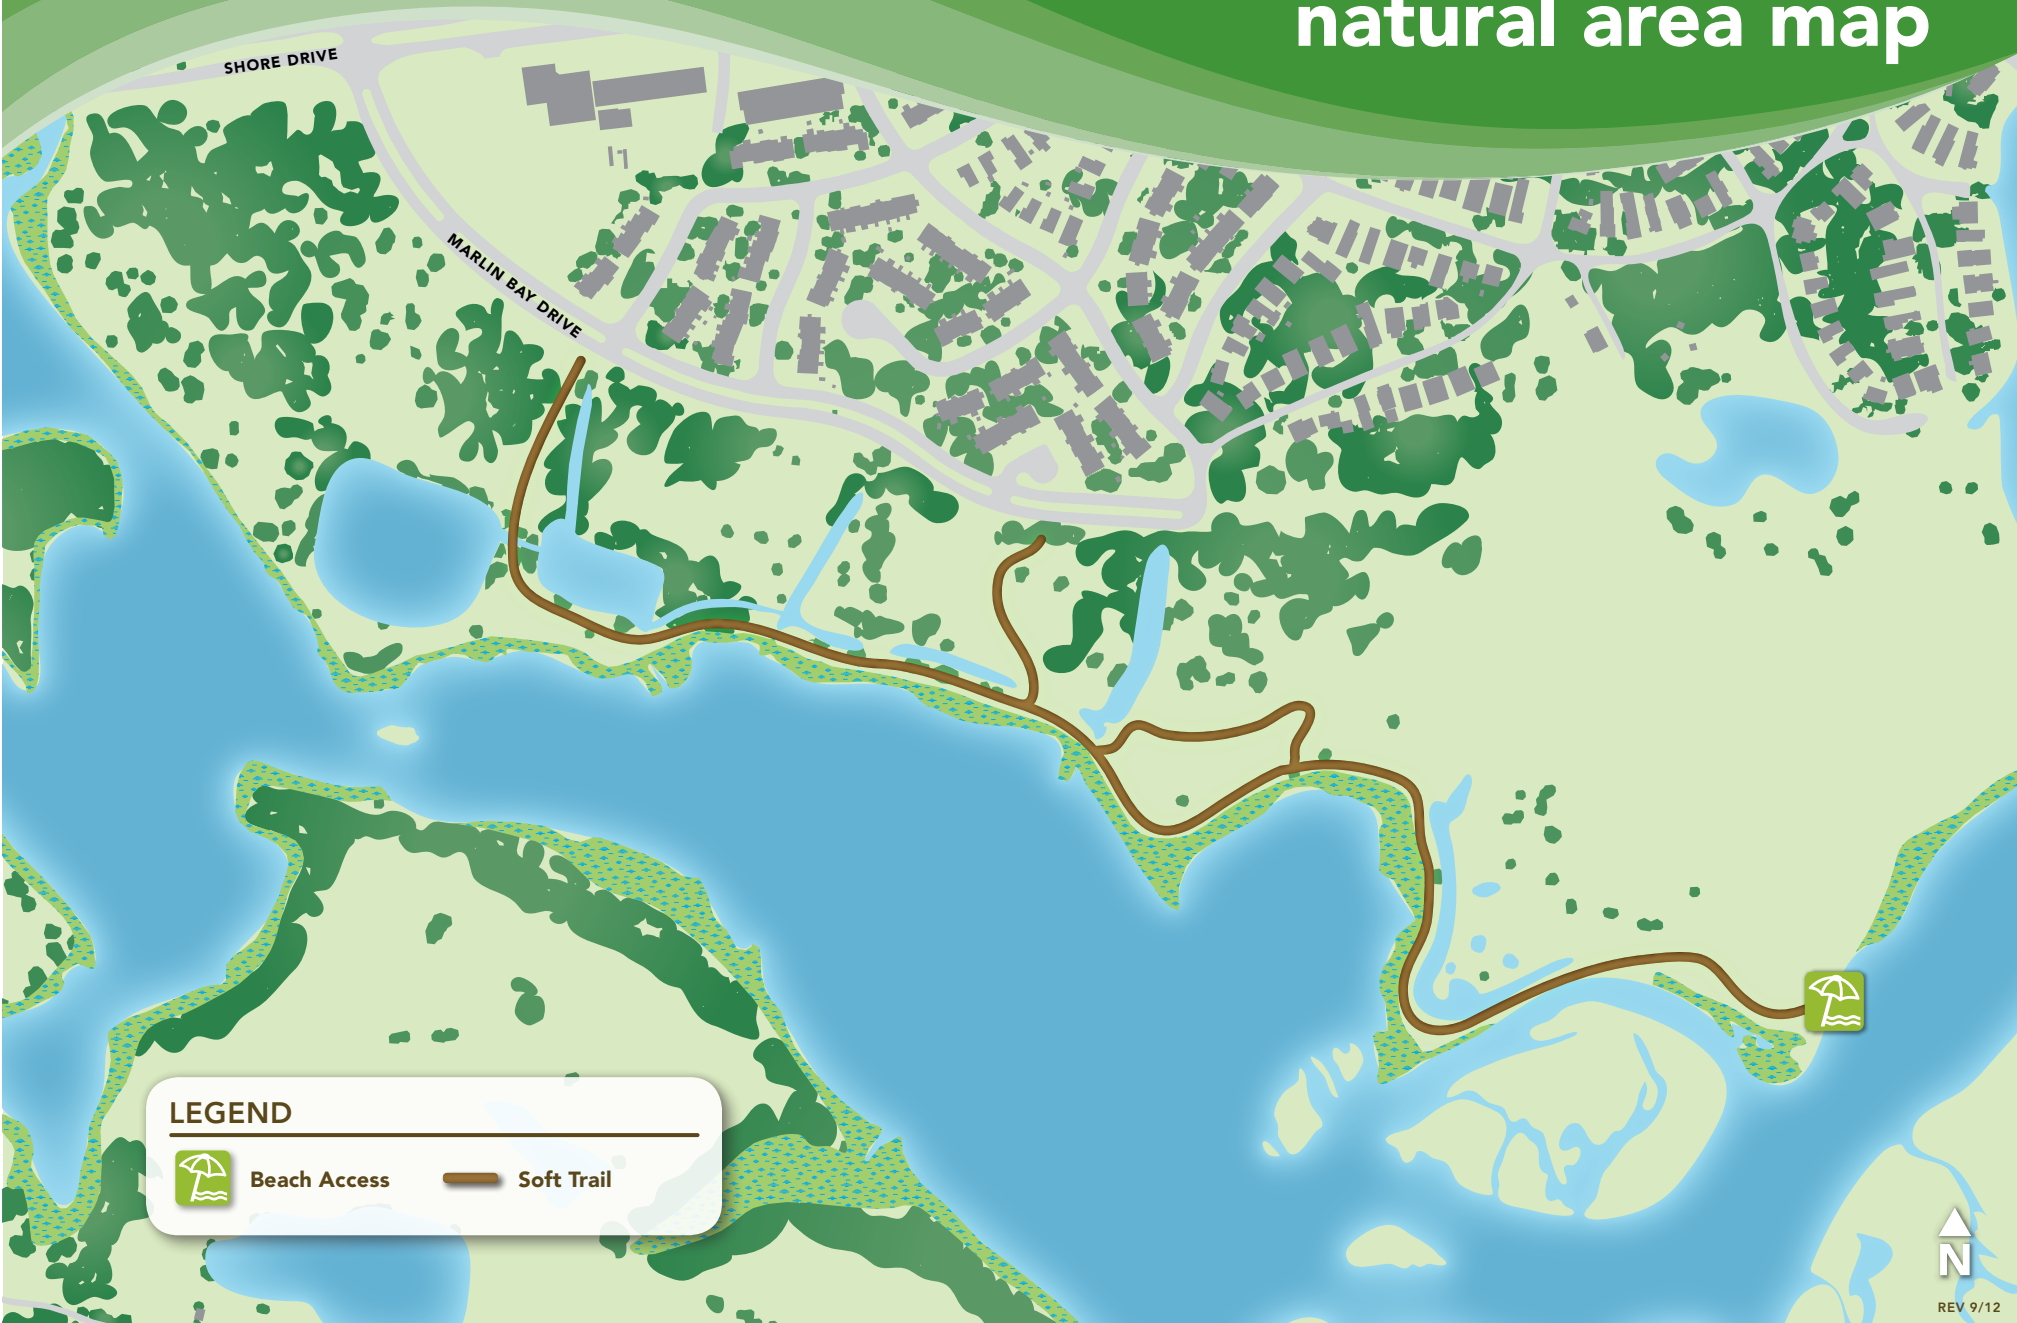 natural area map
SHORE DRIVE
MARLIN BAY DRIVE
LEGEND
Beach Access
Soft Trail
N
REV 9/12